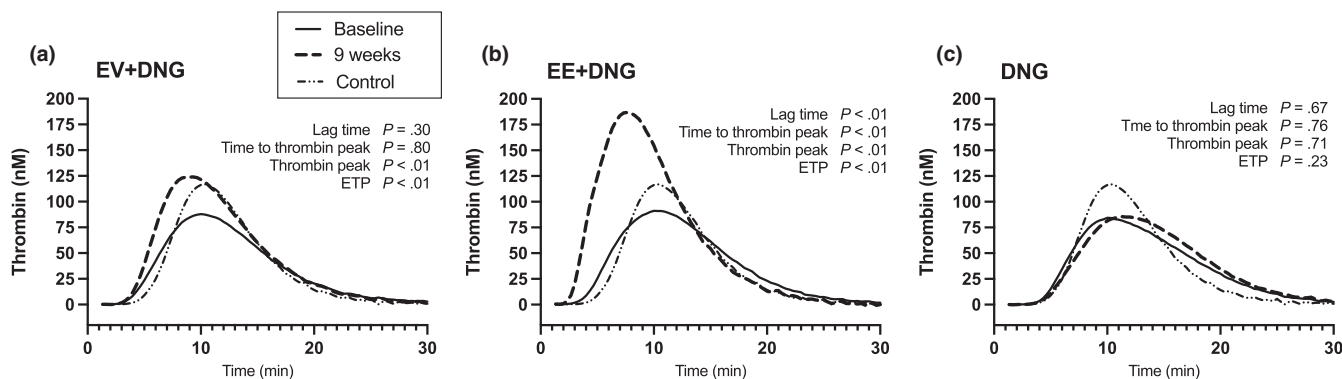 Baseline
9 weeks
Control
(a)
EV+DNG
Lag time P = .30
Time to thrombin peak P = .80
Thrombin peak P < .01
ETP P < .01
Thrombin (nM)
200
175
150
125
100
75
50
25
0
0 10 20 30
Time (min)
(b)
EE+DNG
Lag time P < .01
Time to thrombin peak P < .01
Thrombin peak P < .01
ETP P < .01
Thrombin (nM)
200
175
150
125
100
75
50
25
0
0 10 20 30
Time (min)
(c)
DNG
Lag time P = .67
Tme to thrombin peak P = .76
Thrombin peak P = .71
ETP P = .23
Thrombin (nM)
200
175
150
125
100
75
50
25
0
0 10 20 30
Time (min)